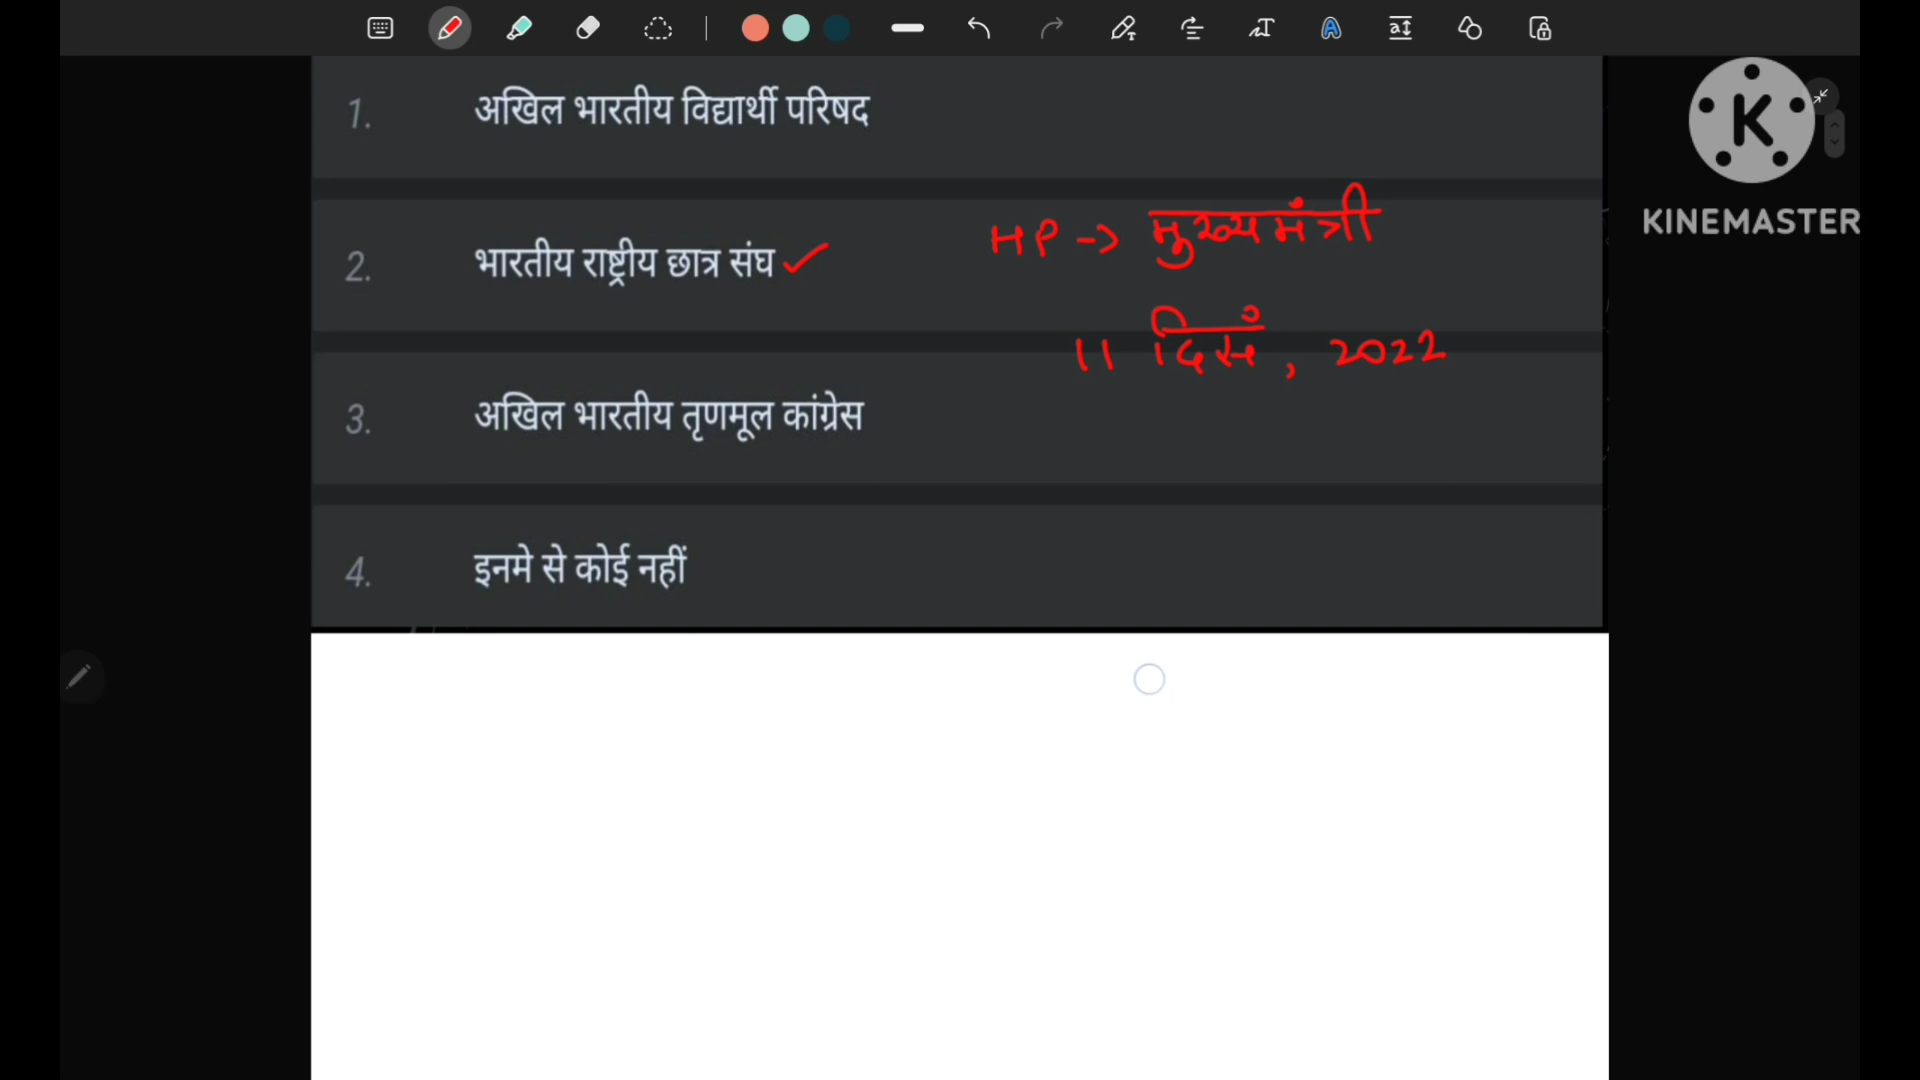 1. अखिल भारतीय विद्यार्थी परिषद
K
KINEMASTER
HP -> मुख्यमंत्री
2. भारतीय राष्ट्रीय छात्र संघ
11 दिसं, 2022
3. अखिल भारतीय तृणमूल कांग्रेस
4. इनमे से कोई नहीं